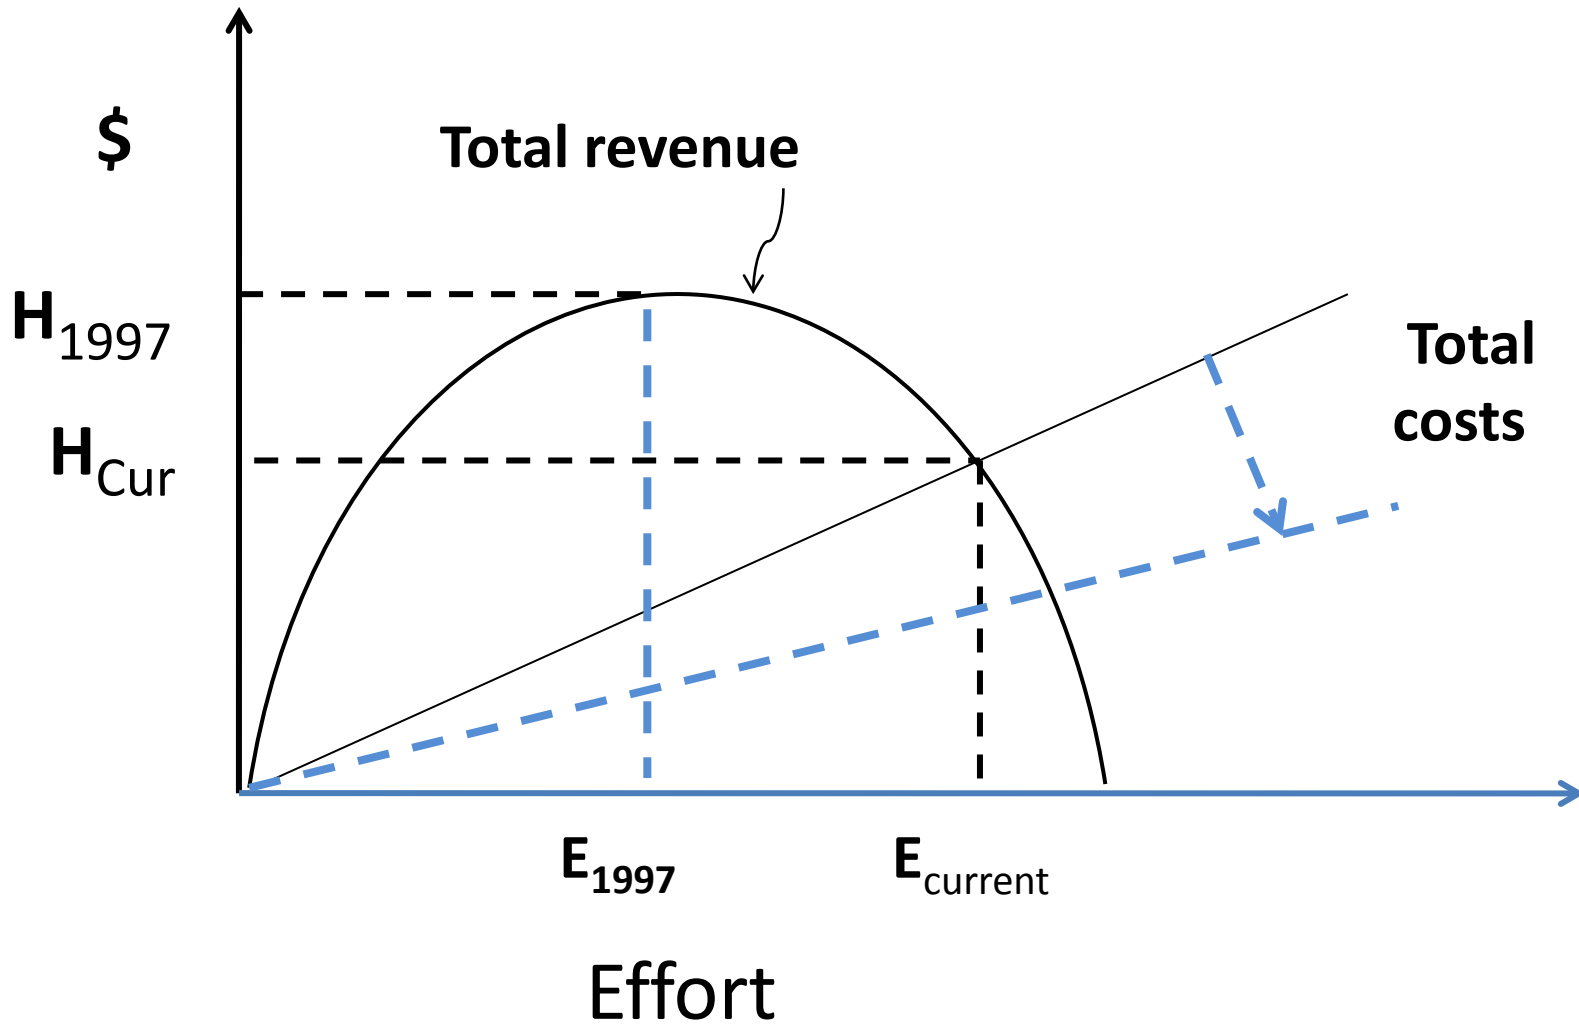 $
Total revenue
H1997
HCur
Total
costs
E1997
Ecurrent
Effort